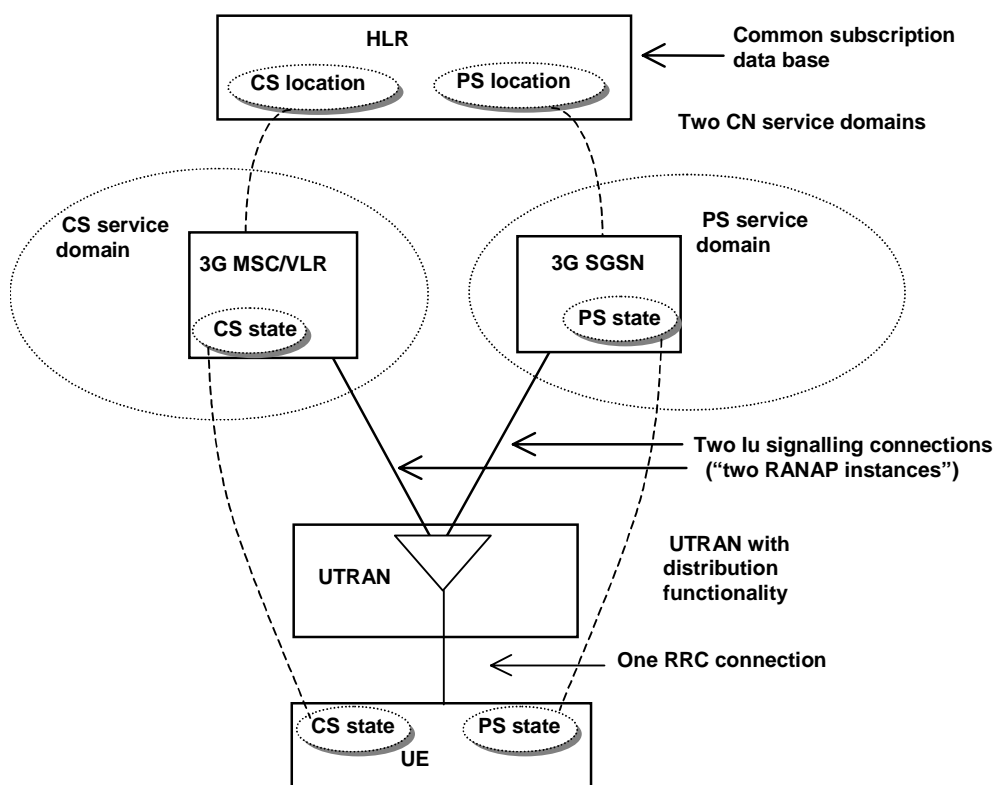 HLR
Common subscription
data base
CS location
PS location
Two CN service domains
CS service
domain
PS service
domain
3G MSC/VLR
3G SGSN
CS state
PS state
Two Iu signalling connections
(“two RANAP instances”)
UTRAN
UTRAN with
distribution
functionality
One RRC connection
CS state
PS state
UE